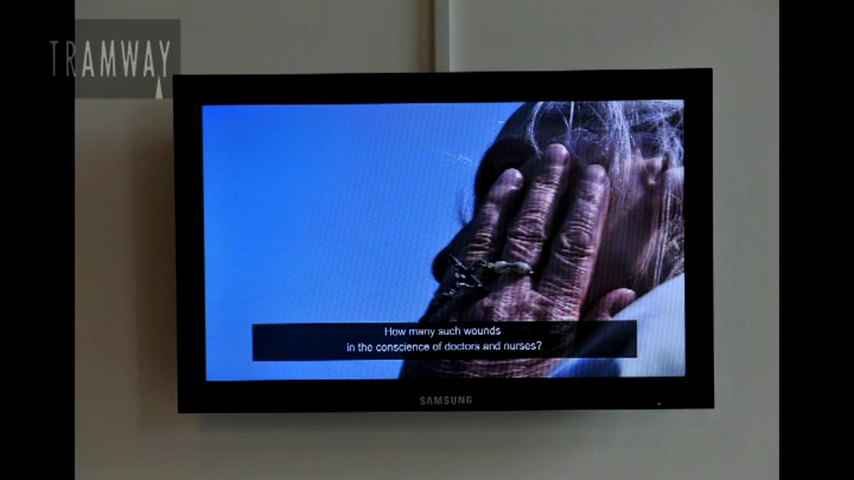 TRAMWAY
How many such wounds
in the conscience of doctors and nurses?
SAMSUNG